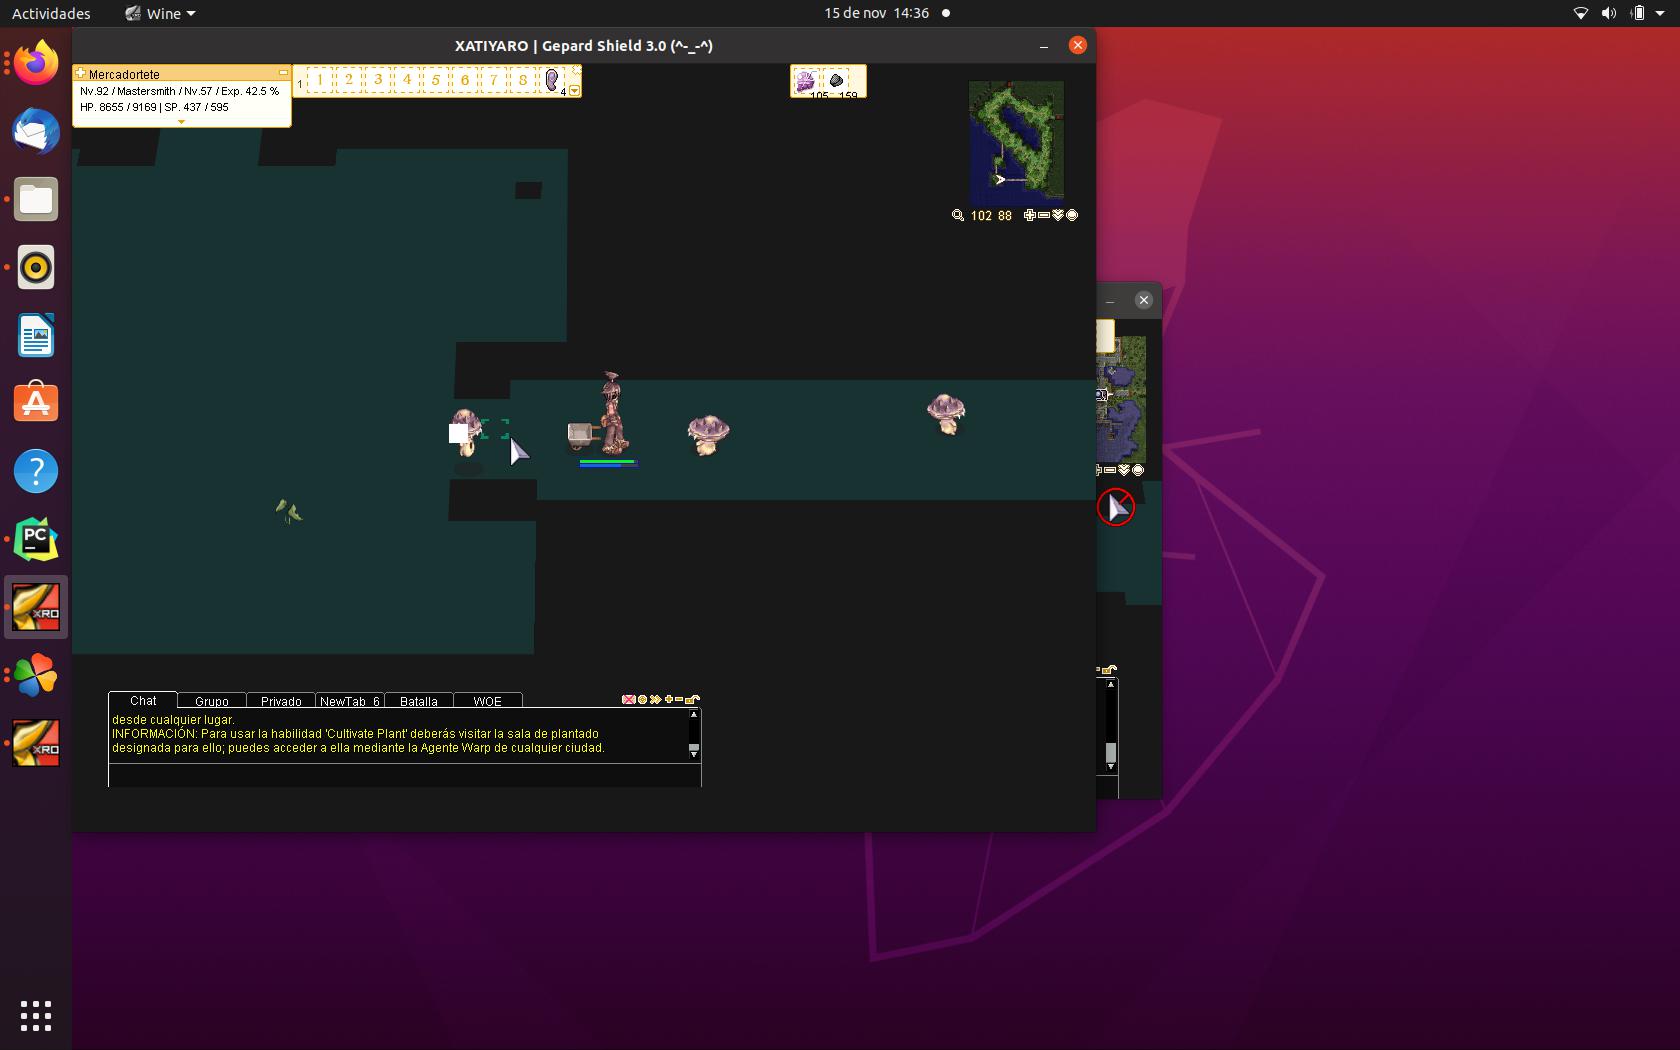 Actividades
Wine
15 de nov 14:36
XATIYARO | Gepard Shield 3.0 (^-_-^)
Mercadortete
Nv.92 / Mastersmith / Nv.57 / Exp. 42.5 %
HP. 8655 / 9169 | SP. 437 / 595
1 1 2 3 4 5 6 7 8 4
105 159
102 88
PC
XRO
XRO
Chat Grupo Privado NewTab 6 Batalla WOE
desde cualquier lugar.
INFORMACIÓN: Para usar la habilidad 'Cultivate Plant' deberás visitar la sala de plantado
designada para ello; puedes acceder a ella mediante la Agente Warp de cualquier ciudad.